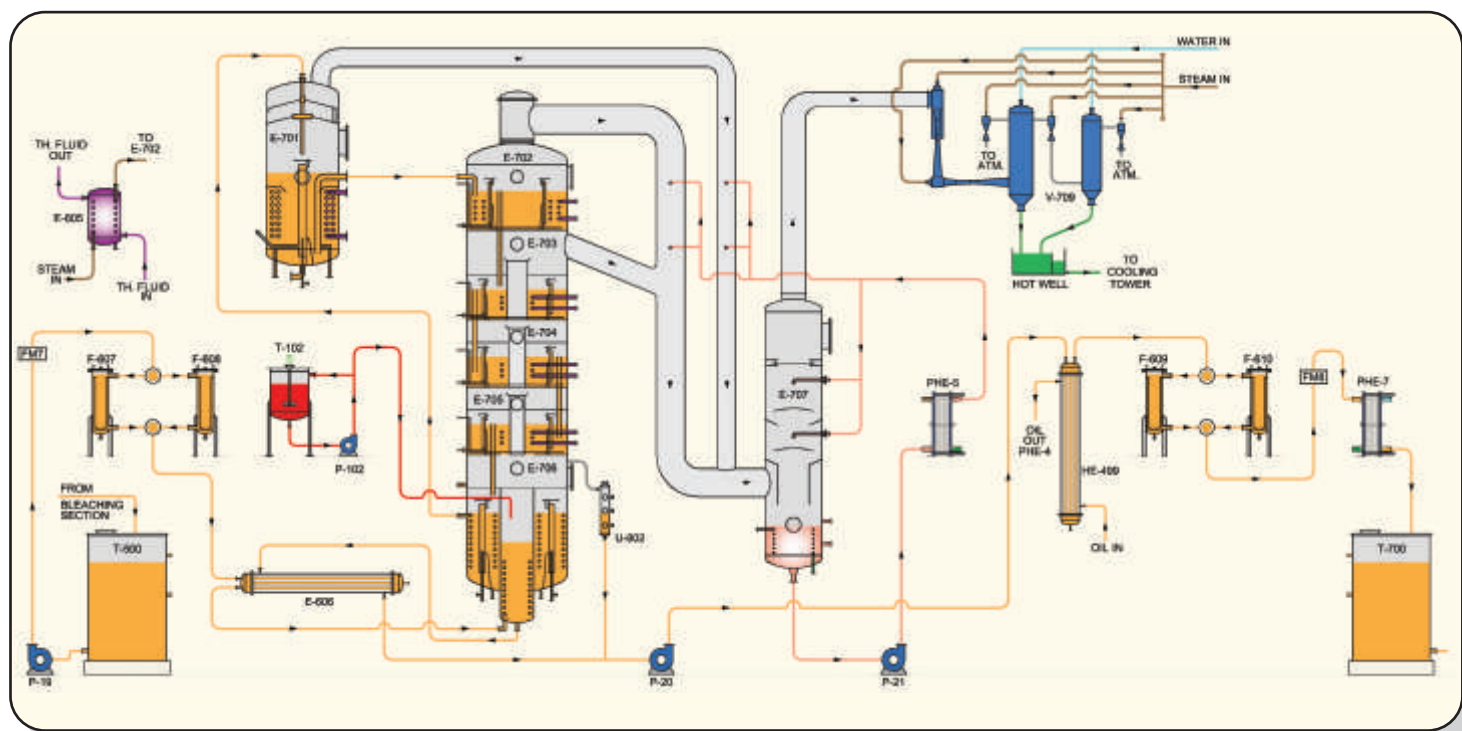 WATER IN
STEAM IN
TO
ATM.
TO
ATM.
V-709
HOT WELL
TO
COOLING
TOWER
E-701
E-702
E-703
E-704
E-705
E-706
TH. FLUID
OUT
TO
E-702
E-605
STEAM
IN
TH. FLUID
IN
FM7
F-607
F-608
T-102
P-102
FROM
BLEACHING
SECTION
T-600
P-19
E-606
U-803
P-20
E-707
P-21
PHE-5
OIL
OUT
PHE-4
HE-499
OIL IN
F-609
F-610
FM8
PHE-7
T-700